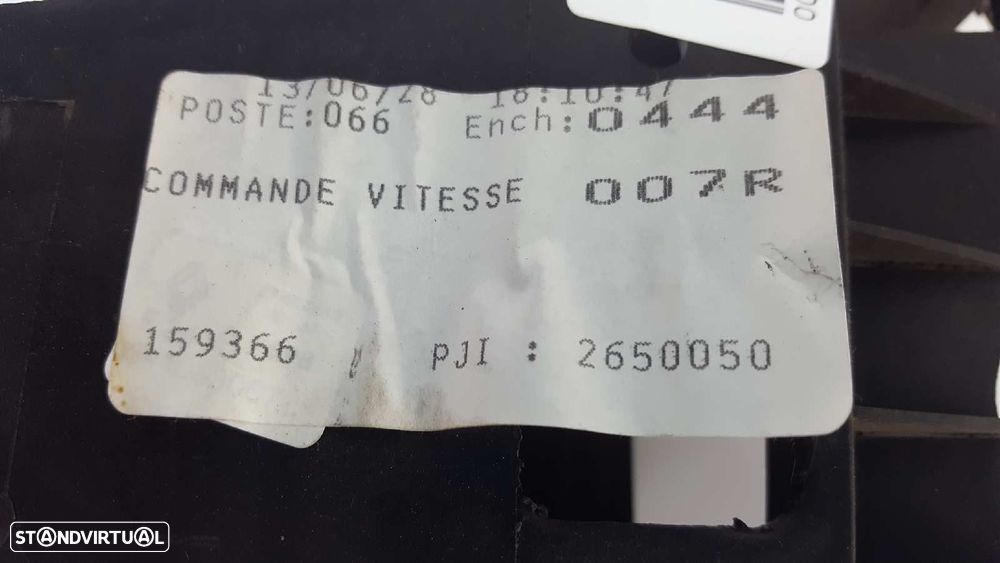 13/06/28 18:10:47
POSTE:066 Ench:0444
COMMANDE VITESSE 007R
159366 pJI : 2650050
STANDVIRTUAL